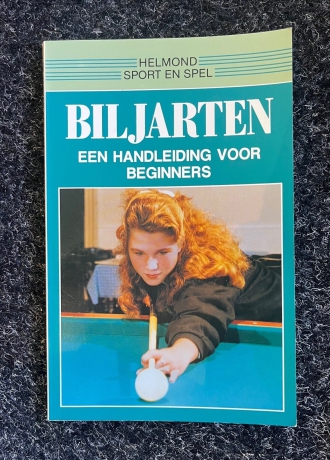 HELMOND
SPORT EN SPEL
BILJARTEN
EEN HANDLEIDING VOOR
BEGINNERS